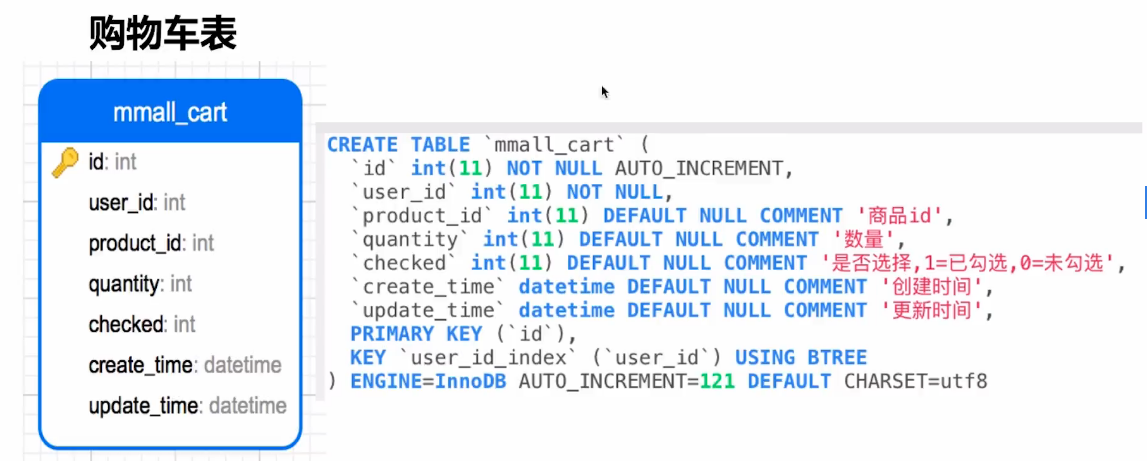 购物车表
mmall_cart
id: int
user_id: int
product_id: int
quantity: int
checked: int
create_time: datetime
update_time: datetime
CREATE TABLE `mmall_cart` (
`id` int(11) NOT NULL AUTO_INCREMENT,
`user_id` int(11) NOT NULL,
`product_id` int(11) DEFAULT NULL COMMENT '商品id',
`quantity` int(11) DEFAULT NULL COMMENT '数量',
`checked` int(11) DEFAULT NULL COMMENT '是否选择,1=已勾选,0=未勾选',
`create_time` datetime DEFAULT NULL COMMENT '创建时间',
`update_time` datetime DEFAULT NULL COMMENT '更新时间',
PRIMARY KEY (`id`),
KEY `user_id_index` (`user_id`) USING BTREE
) ENGINE=InnoDB AUTO_INCREMENT=121 DEFAULT CHARSET=utf8